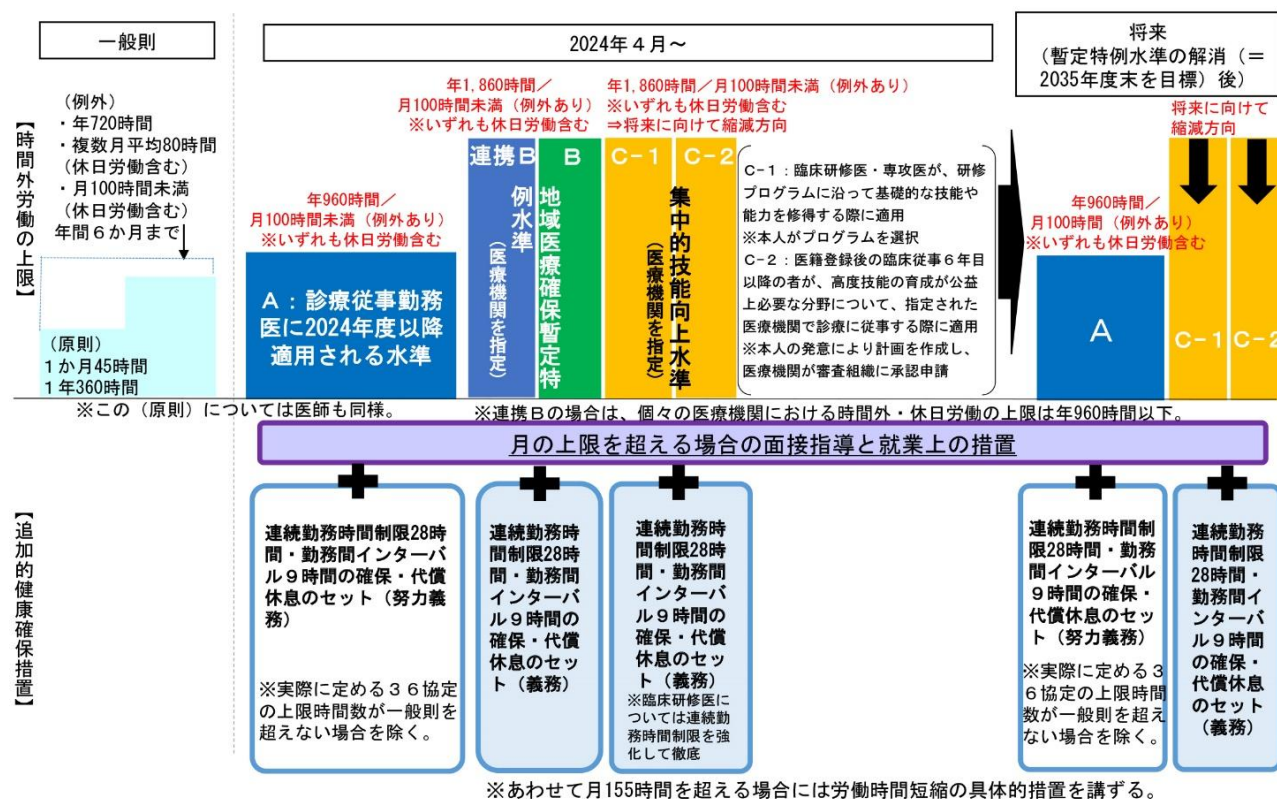 一般則
2024年４月～
将来
（暫定特例水準の解消（＝
2035年度末を目標）後）
【時間外労働の上限】
（例外）
・年720時間
・複数月平均80時間
（休日労働含む）
・月100時間未満
（休日労働含む）
年間６か月まで
（原則）
１か月45時間
１年360時間
※この（原則）については医師も同様。
年960時間／
月100時間未満（例外あり）
※いずれも休日労働含む
Ａ：診療従事勤務
医に2024年度以降
適用される水準
年1,860時間／
月100時間未満（例外あり）
※いずれも休日労働含む
連携Ｂ
Ｂ
地域医療確保暫定特
例水準
（医療機関を指定）
年1,860時間／月100時間未満（例外あり）
※いずれも休日労働含む
⇒将来に向けて縮減方向
Ｃ-１
Ｃ-２
集中的技能向上水準
（医療機関を指定）
Ｃ-１：臨床研修医・専攻医が、研修
プログラムに沿って基礎的な技能や
能力を修得する際に適用
※本人がプログラムを選択
Ｃ-２：医籍登録後の臨床従事６年目
以降の者が、高度技能の育成が公益
上必要な分野について、指定された
医療機関で診療に従事する際に適用
※本人の発意により計画を作成し、
医療機関が審査組織に承認申請
※連携Ｂの場合は、個々の医療機関における時間外・休日労働の上限は年960時間以下。
年960時間／
月100時間（例外あり）
※いずれも休日労働含む
Ａ
将来に向けて
縮減方向
Ｃ-１
Ｃ-２
月の上限を超える場合の面接指導と就業上の措置
【追加的健康確保措置】
連続勤務時間制限28時
間・勤務間インターバ
ル９時間の確保・代償
休息のセット（努力義
務）
※実際に定める３６協定
の上限時間数が一般則を
超えない場合を除く。
連続勤務時
間制限28時
間・勤務間
インターバ
ル９時間の
確保・代償
休息のセッ
ト（義務）
連続勤務時
間制限28時
間・勤務間
インターバ
ル９時間の
確保・代償
休息のセッ
ト（義務）
※臨床研修医に
ついては連続勤
務時間制限を強
化して徹底
連続勤務時間制
限28時間・勤務
間インターバル
９時間の確保・
代償休息のセッ
ト（努力義務）
※実際に定める３
６協定の上限時間
数が一般則を超え
ない場合を除く。
連続勤務
時間制限
28時間・
勤務間イ
ンターバ
ル９時間
の確保・
代償休息
のセット
（義務）
※あわせて月155時間を超える場合には労働時間短縮の具体的措置を講ずる。